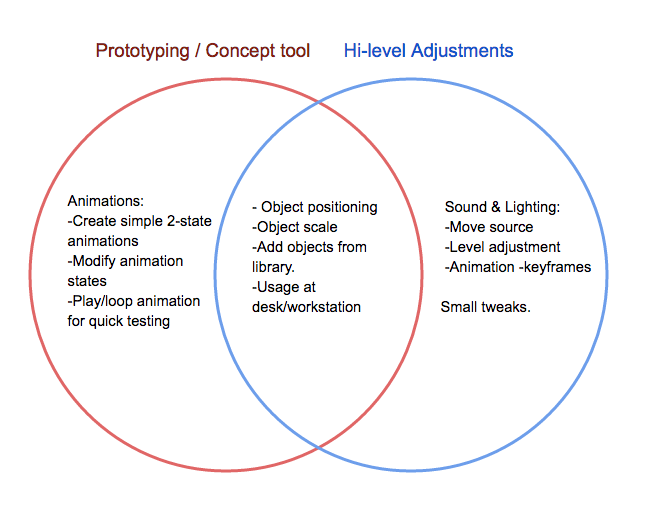 Prototyping / Concept tool
Hi-level Adjustments
Animations:
-Create simple 2-state
animations
-Modify animation
states
-Play/loop animation
for quick testing
- Object positioning
-Object scale
-Add objects from
library.
-Usage at
desk/workstation
Sound & Lighting:
-Move source
-Level adjustment
-Animation -keyframes
Small tweaks.